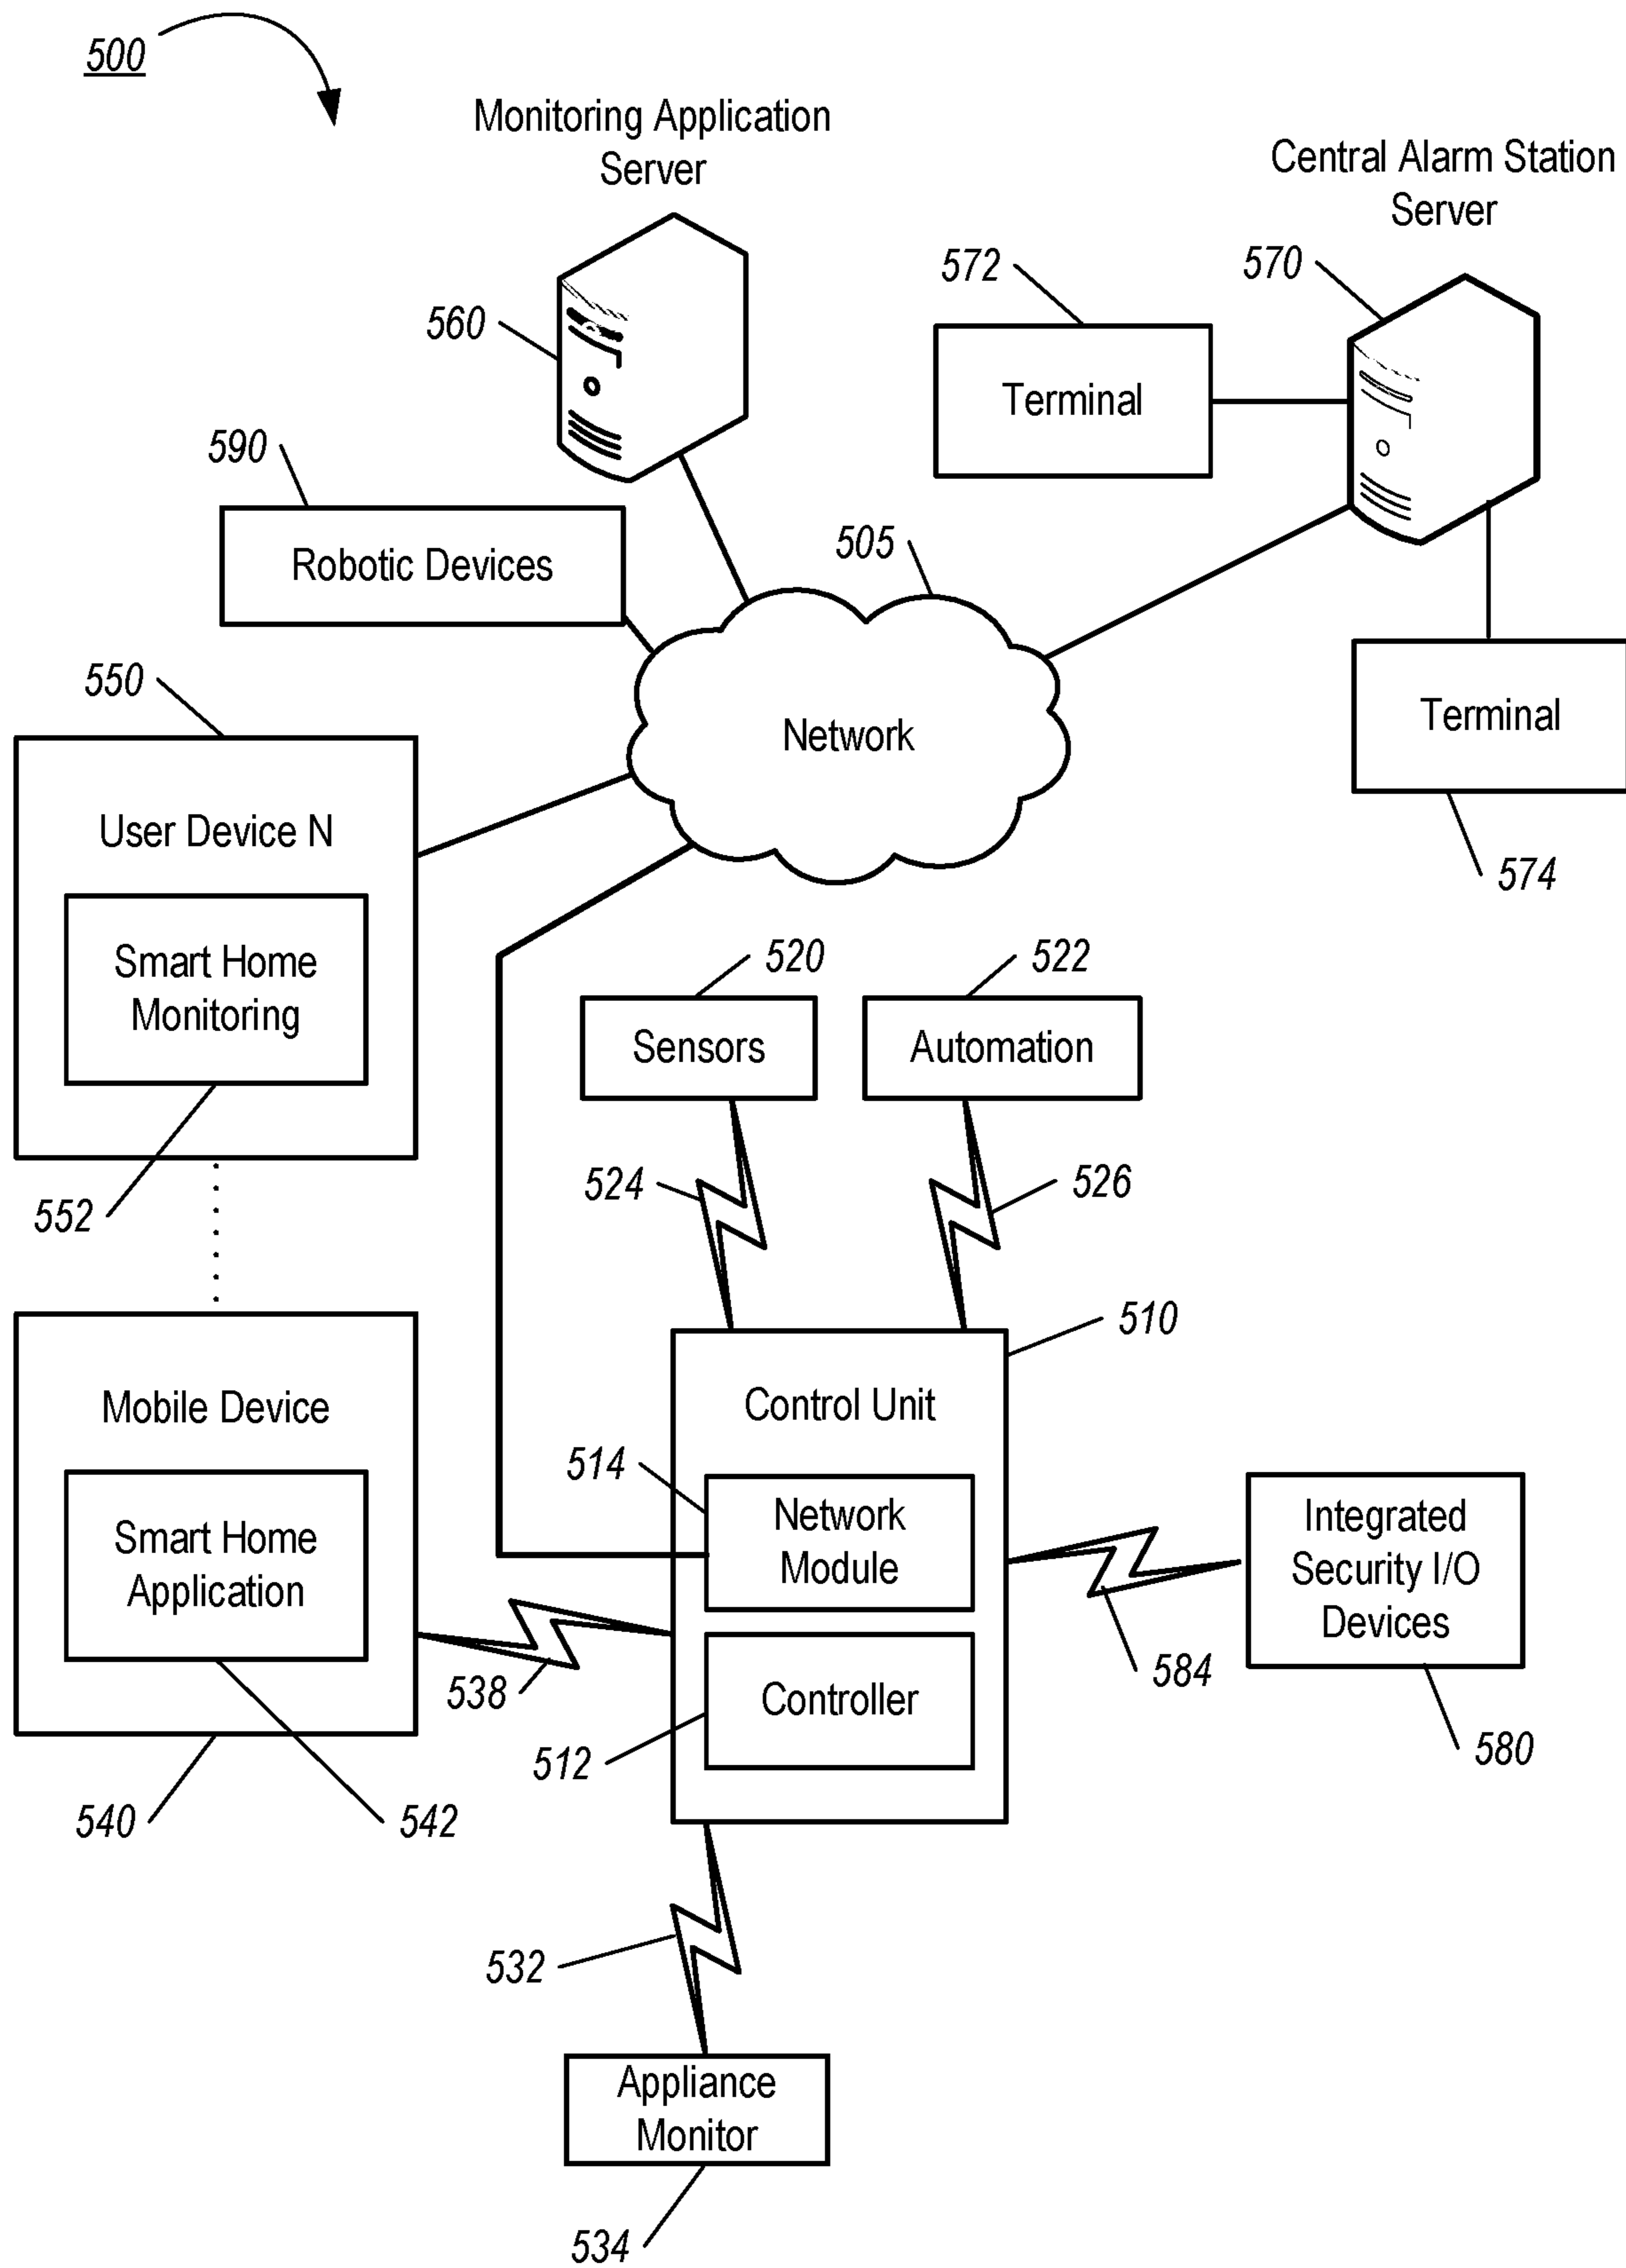 500
Monitoring Application
Server
Central Alarm Station
Server
572
570
560
590
Terminal
505
Robotic Devices
550
Network
Terminal
User Device N
574
Smart Home
Monitoring
520
522
Sensors
Automation
552
524
526
510
Mobile Device
Control Unit
514
Smart Home
Application
Network
Module
Integrated
Security I/O
Devices
538
584
Controller
512
580
540
542
532
Appliance
Monitor
534